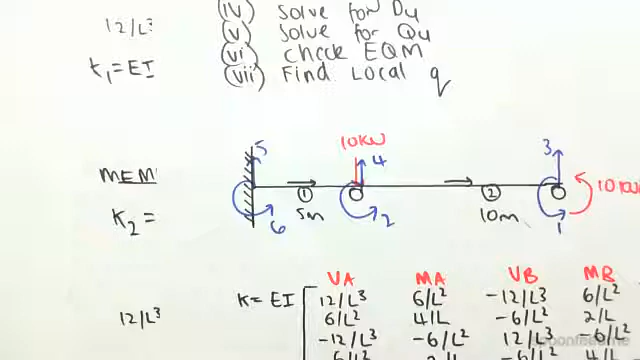 (iv) Solve for Du
12/L³ (v) Solve for Qu
(vi) Check EQM
K₁=EI (vii) Find Local q
10kN
5 4 3
MEM
① ②
5m 10m
K₂ = 6 2 1
VA MA VB MB
K = EI 12/L³ 6/L² -12/L³ 6/L²
6/L² 4/L -6/L² 2/L
12/L³ -12/L³ -6/L² 12/L³ -6/L²